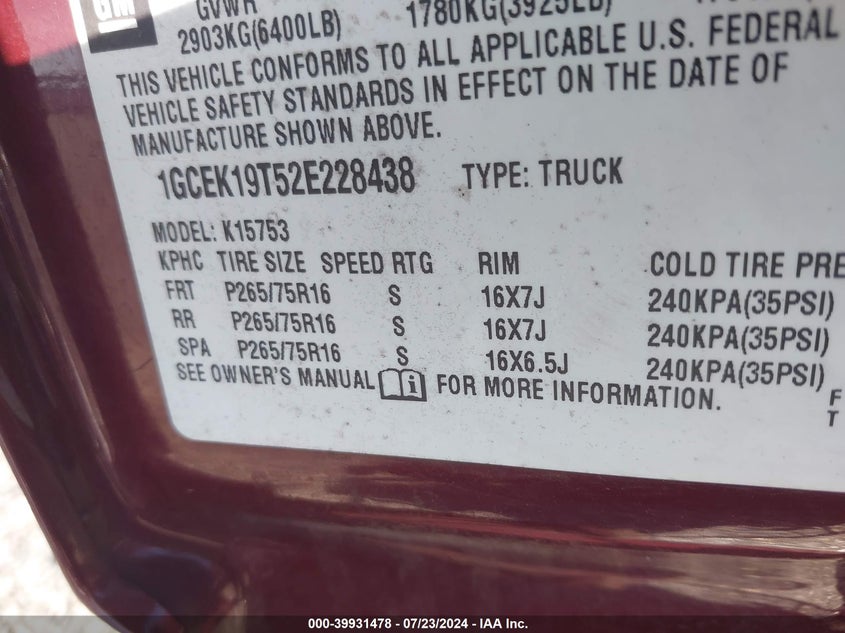 GM
GVWR
2903KG(6400LB) 1780KG(3925LB)
THIS VEHICLE CONFORMS TO ALL APPLICABLE U.S. FEDERAL
VEHICLE SAFETY STANDARDS IN EFFECT ON THE DATE OF
MANUFACTURE SHOWN ABOVE.
1GCEK19T52E228438 TYPE: TRUCK
MODEL: K15753
KPHC TIRE SIZE SPEED RTG RIM COLD TIRE PRE
FRT P265/75R16 S 16X7J 240KPA(35PSI)
RR P265/75R16 S 16X7J 240KPA(35PSI)
SPA P265/75R16 S 16X6.5J 240KPA(35PSI)
SEE OWNER'S MANUAL i FOR MORE INFORMATION.
F
T
000-39931478 - 07/23/2024 - IAA Inc.